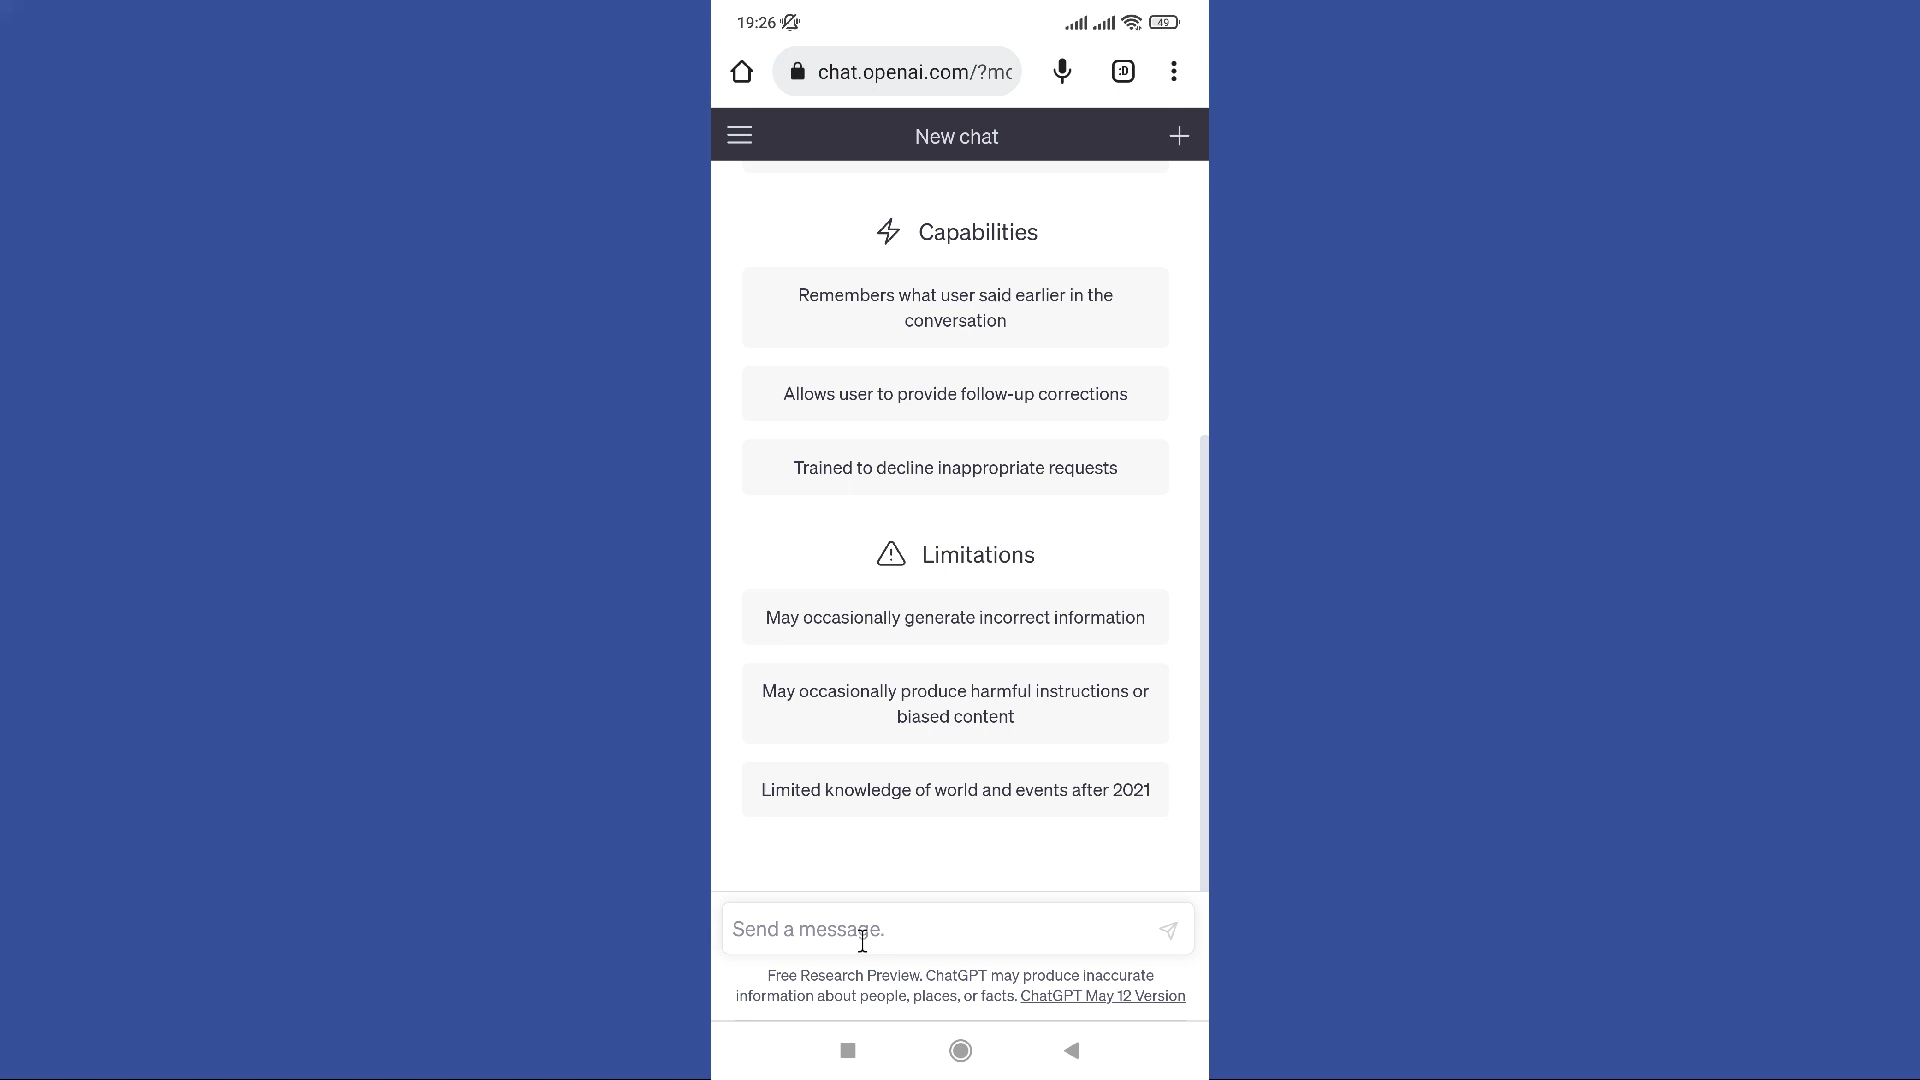 19:26
49
chat.openai.com/?mc
:D
New chat
Capabilities
Remembers what user said earlier in the
conversation
Allows user to provide follow-up corrections
Trained to decline inappropriate requests
Limitations
May occasionally generate incorrect information
May occasionally produce harmful instructions or
biased content
Limited knowledge of world and events after 2021
Send a message.
Free Research Preview. ChatGPT may produce inaccurate
information about people, places, or facts. ChatGPT May 12 Version